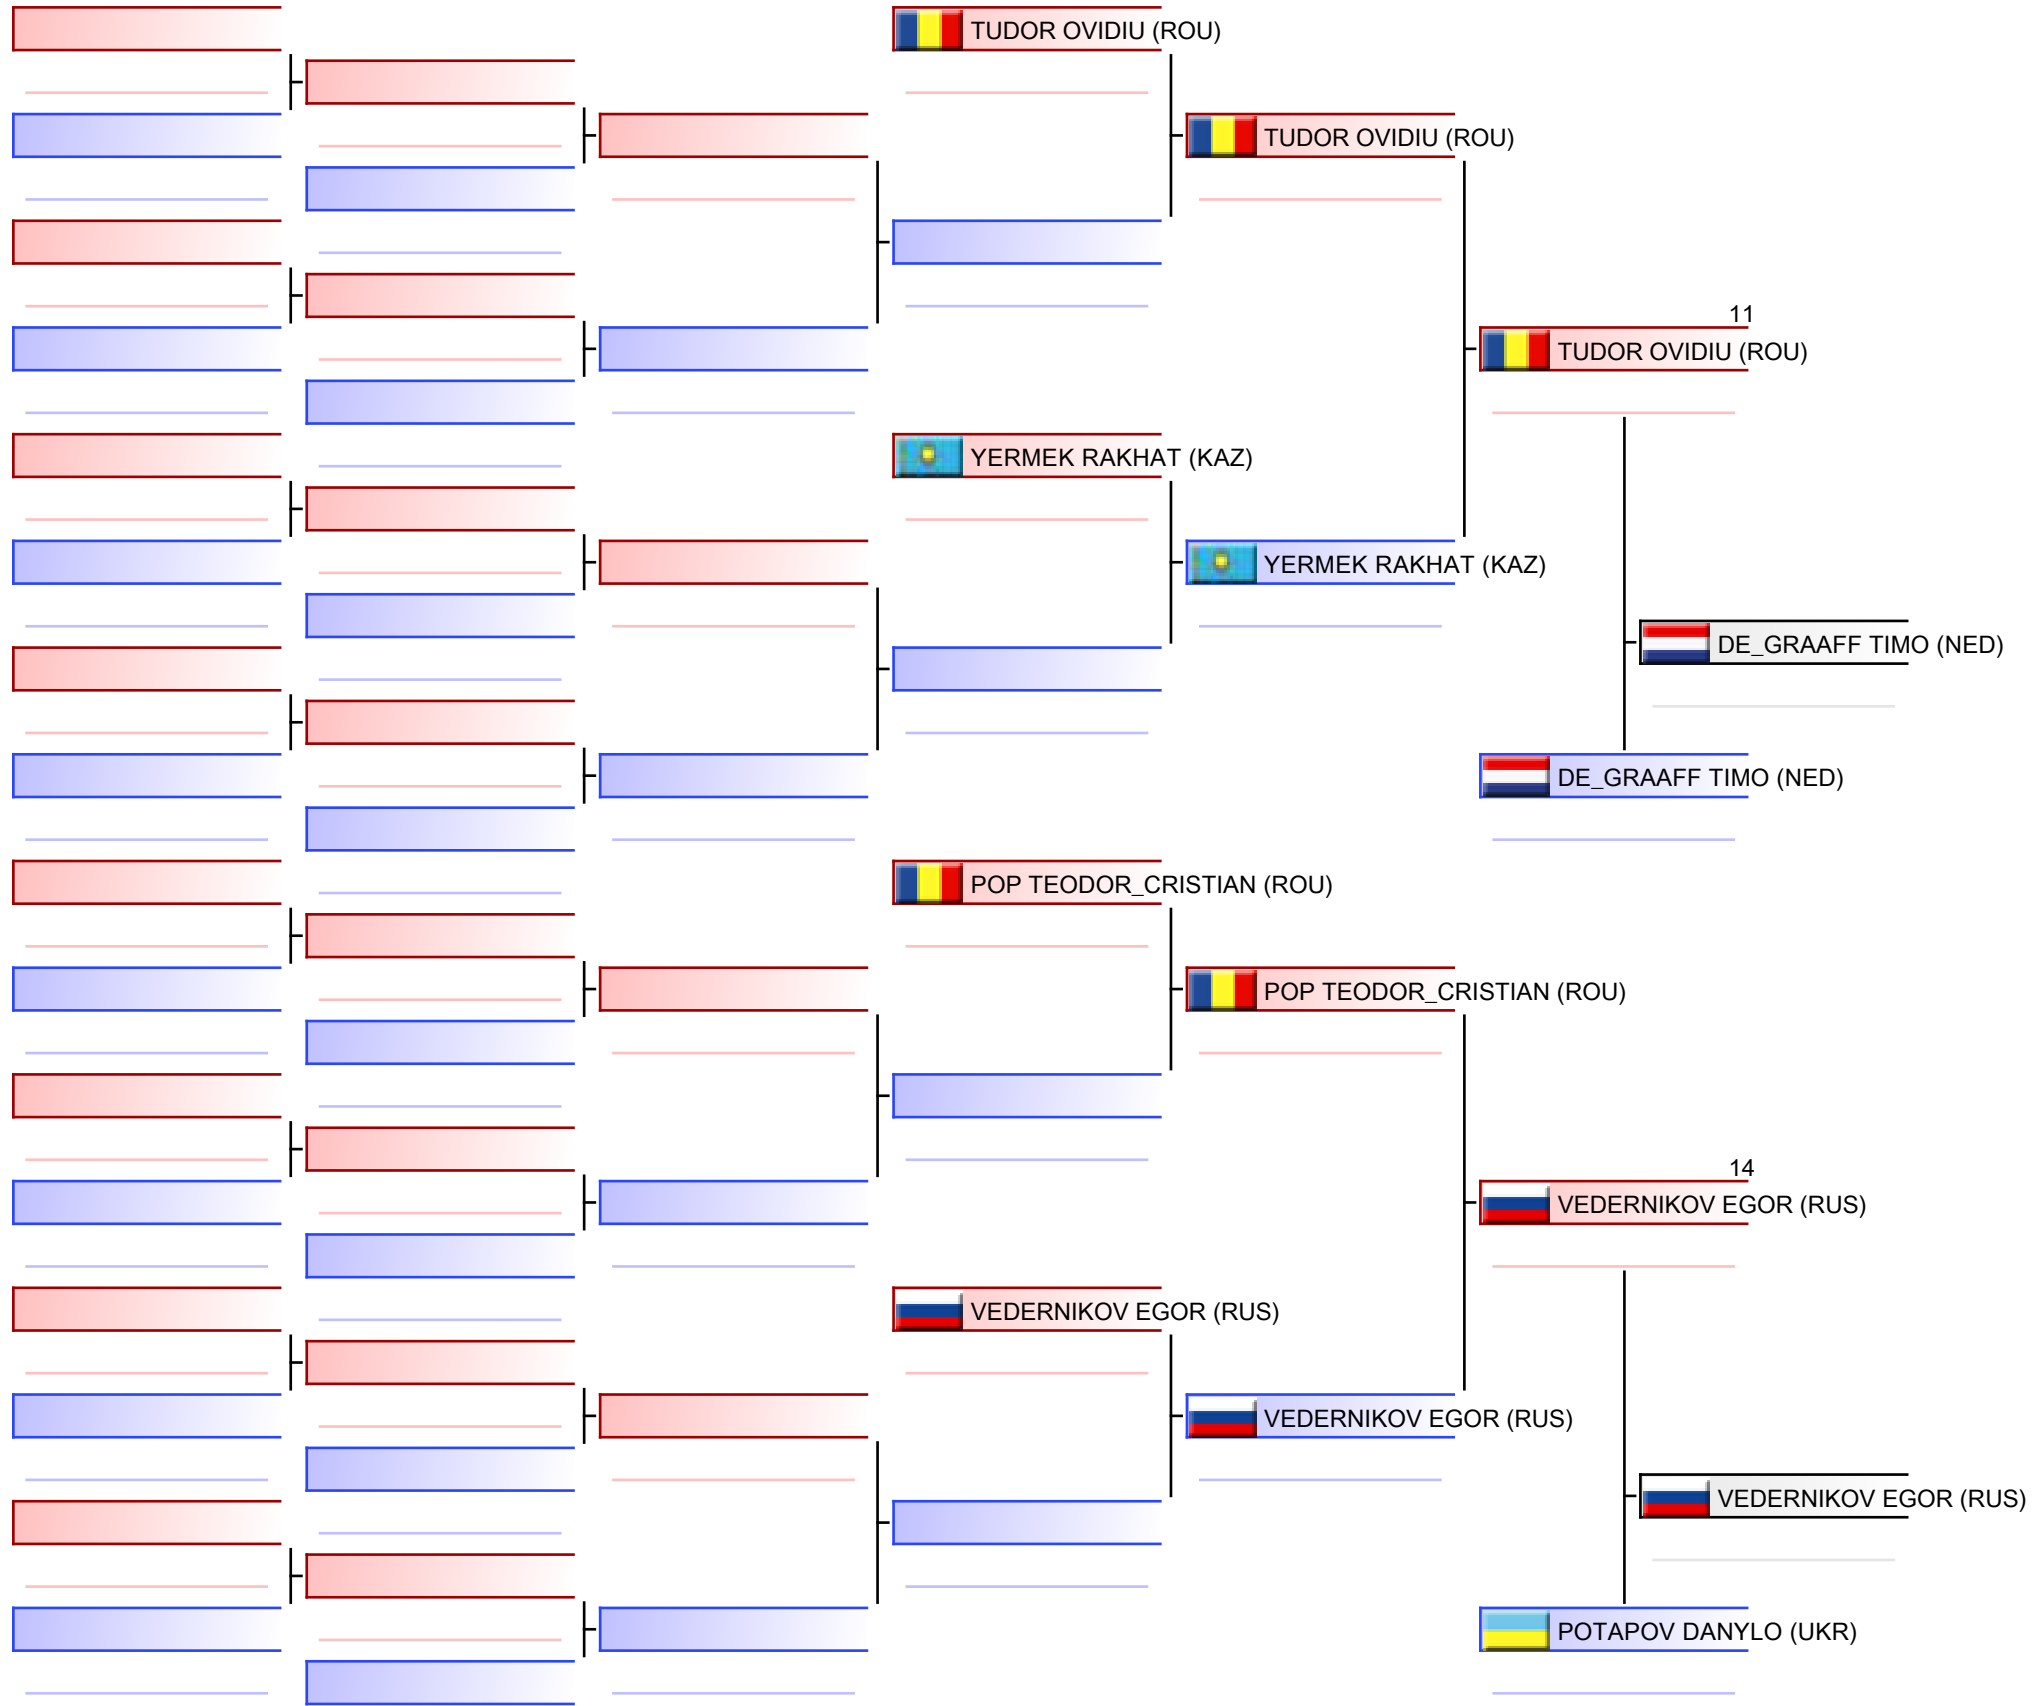 TUDOR OVIDIU (ROU)
TUDOR OVIDIU (ROU)
11
TUDOR OVIDIU (ROU)
YERMEK RAKHAT (KAZ)
YERMEK RAKHAT (KAZ)
DE_GRAAFF TIMO (NED)
DE_GRAAFF TIMO (NED)
POP TEODOR_CRISTIAN (ROU)
POP TEODOR_CRISTIAN (ROU)
14
VEDERNIKOV EGOR (RUS)
VEDERNIKOV EGOR (RUS)
VEDERNIKOV EGOR (RUS)
VEDERNIKOV EGOR (RUS)
POTAPOV DANYLO (UKR)